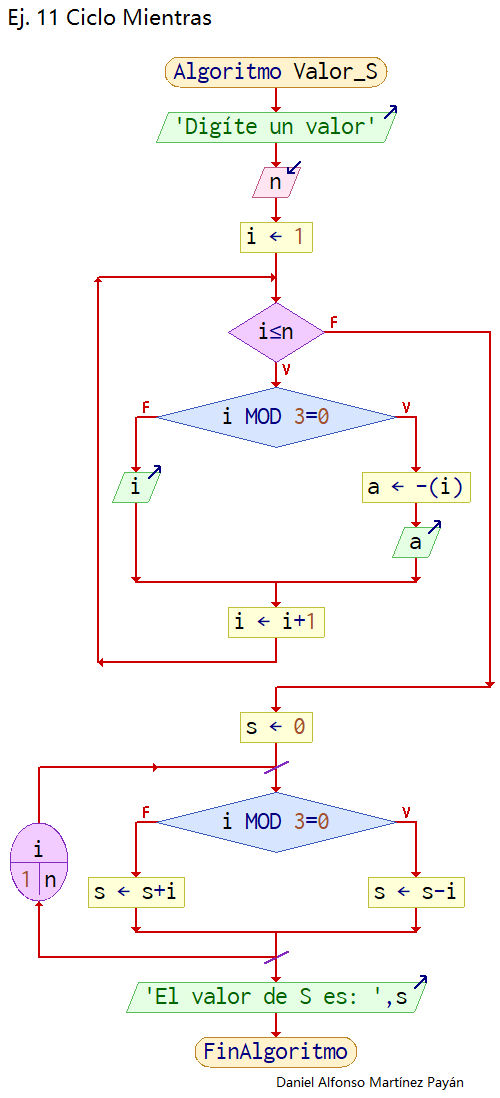 Ej. 11 Ciclo Mientras
Algoritmo Valor_S
'Digíte un valor'
n
i ← 1
i≤n
F
V
i MOD 3=0
F
V
i
a ← -(i)
a
i ← i+1
s ← 0
i MOD 3=0
F
V
i
1 n
s ← s+i
s ← s-i
'El valor de S es: ',s
FinAlgoritmo
Daniel Alfonso Martínez Payán